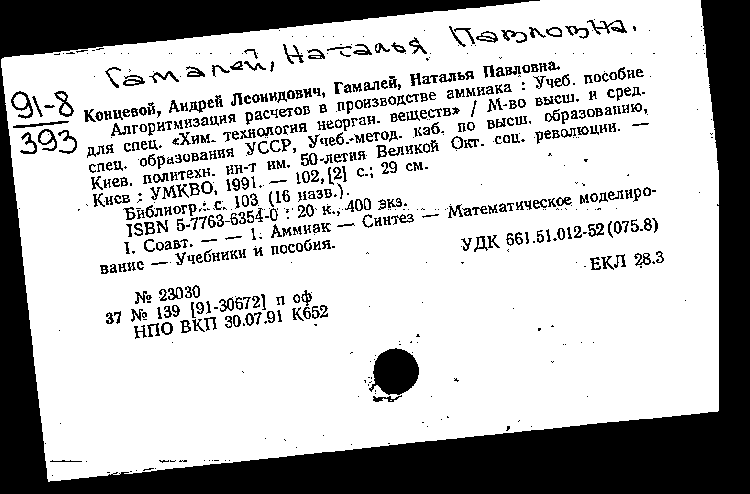 Гамалей, Наталья Павловна.
91-8
393
Концевой, Андрей Леонидович, Гамалей, Наталья Павловна.
Алгоритмизация расчетов в производстве аммиака : Учеб. пособие
для спец. «Хим. технология неорган. веществ» / М-во высш. и сред.
спец. образования УССР, Учеб.-метод. каб. по высш. образованию,
Киев. политехн. ин-т им. 50-летия Великой Окт. соц. революции. —
Киев : УМКВО, 1991. — 102, [2] с.; 29 см.
Библиогр.: с. 103 (16 назв.).
ISBN 5-7763-6354-0 : 20 к., 400 экз.
I. Соавт. — — 1. Аммиак — Синтез — Математическое моделиро-
вание — Учебники и пособия.
УДК 661.51.012-52(075.8)
ЕКЛ 28.3
№ 23030
37 № 139 [91-30672] п оф
НПО ВКП 30.07.91 К652